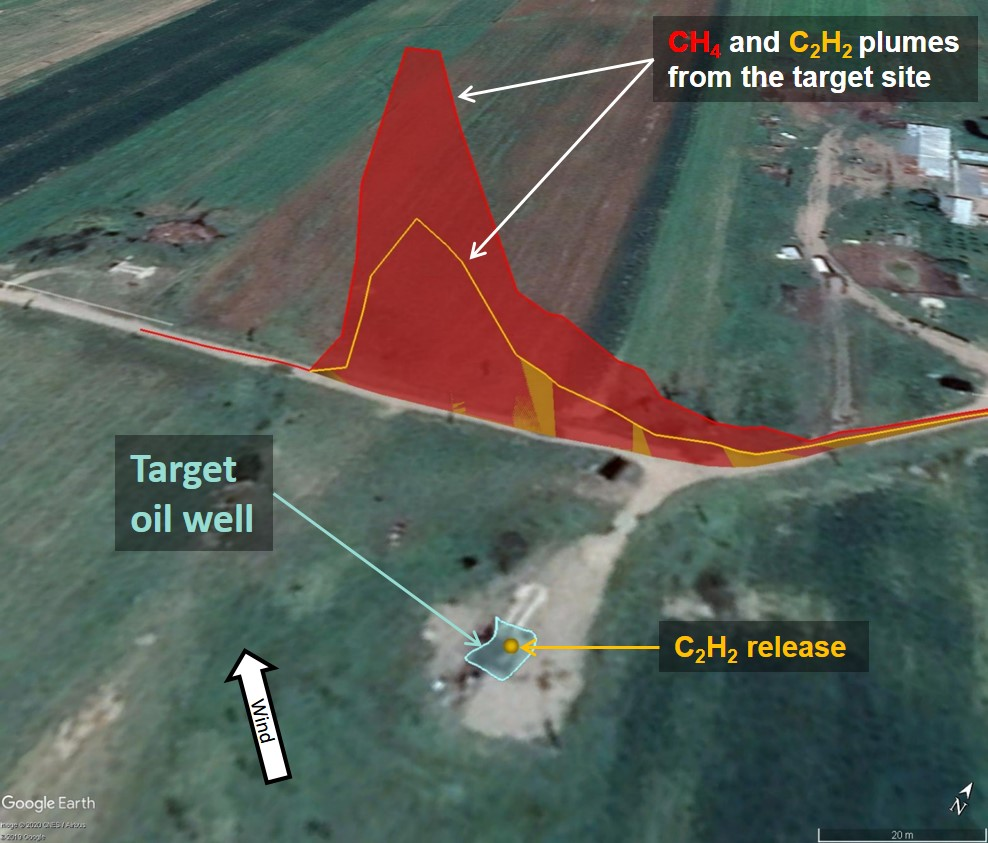 CH₄ and C₂H₂ plumes
from the target site
Target
oil well
C₂H₂ release
Wind
Google Earth
N
20 m